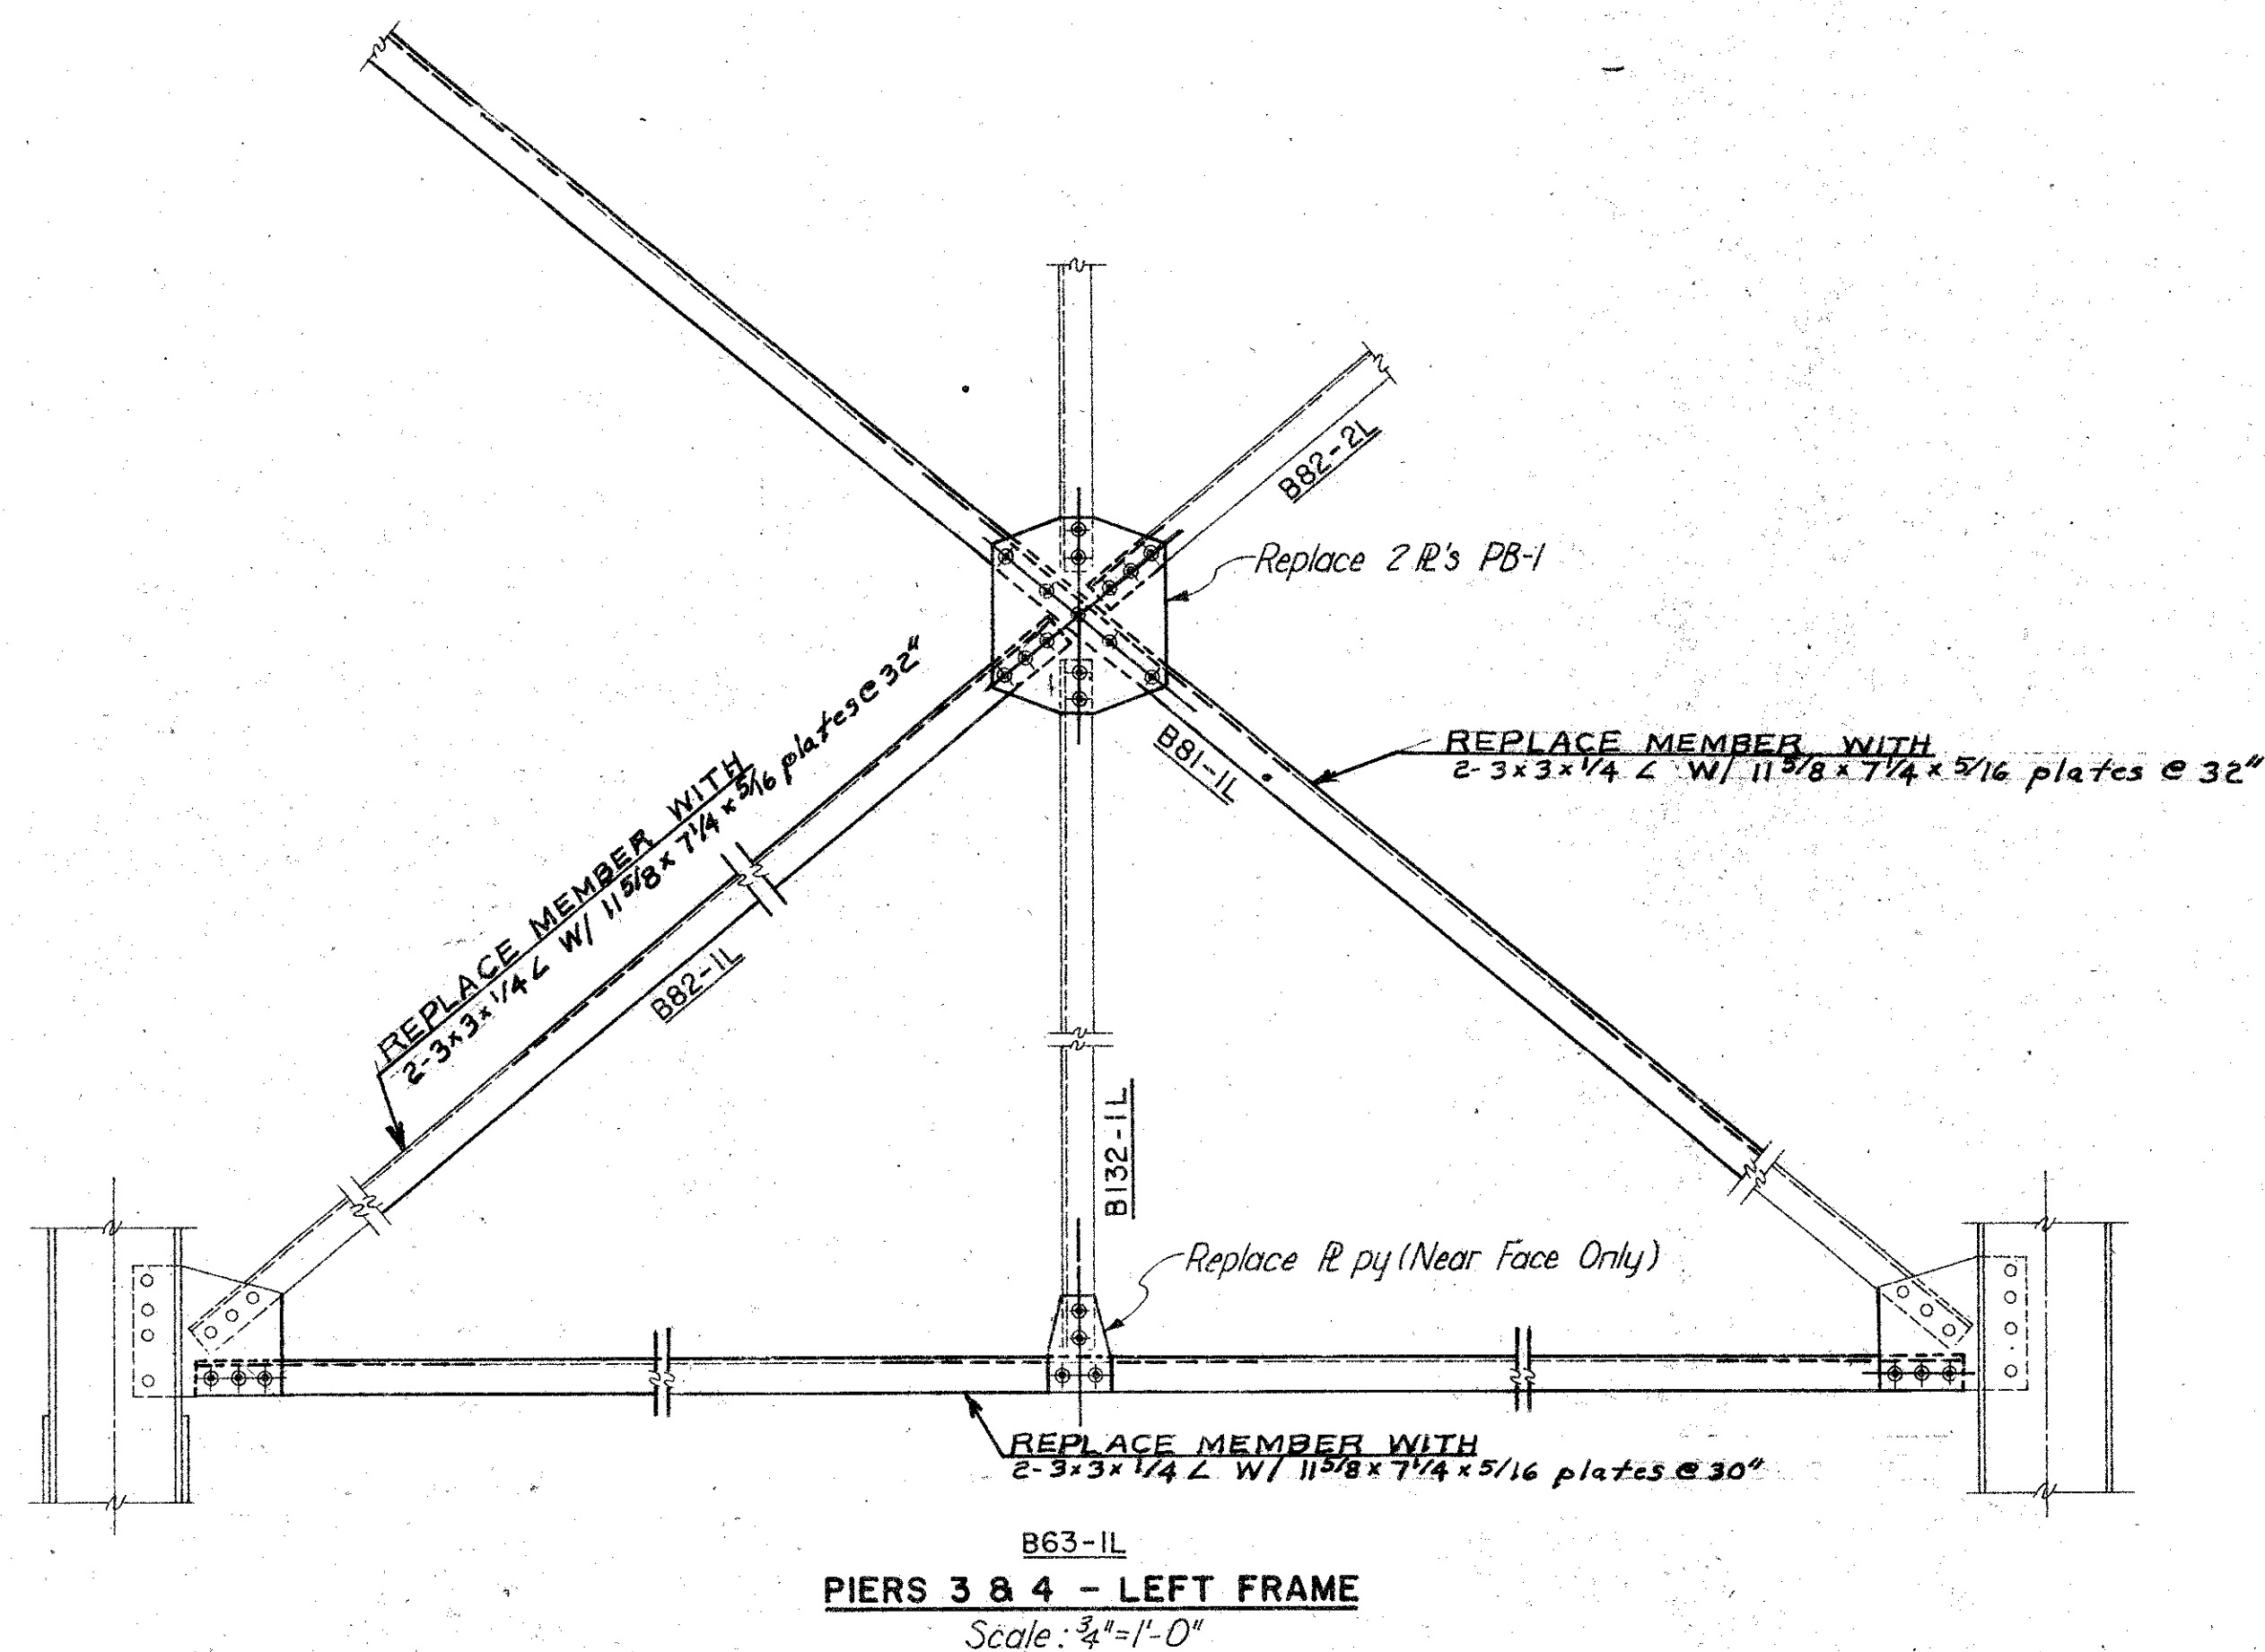 B82-2L
Replace 2 ℙL's PB-1
REPLACE MEMBER WITH
2-3x3x1/4 ∠ W/ 11 5/8 x 7 1/4 x 5/16 plates @ 32"
B81-1L
REPLACE MEMBER WITH
2-3x3x1/4 ∠ W/ 11 5/8 x 7 1/4 x 5/16 plates @ 32"
B82-1L
B132-1L
Replace ℙL py (Near Face Only)
REPLACE MEMBER WITH
2-3x3x1/4 ∠ W/ 11 5/8 x 7 1/4 x 5/16 plates @ 30"
B63-1L
PIERS 3 & 4 - LEFT FRAME
Scale: 3/4"=1'-0"